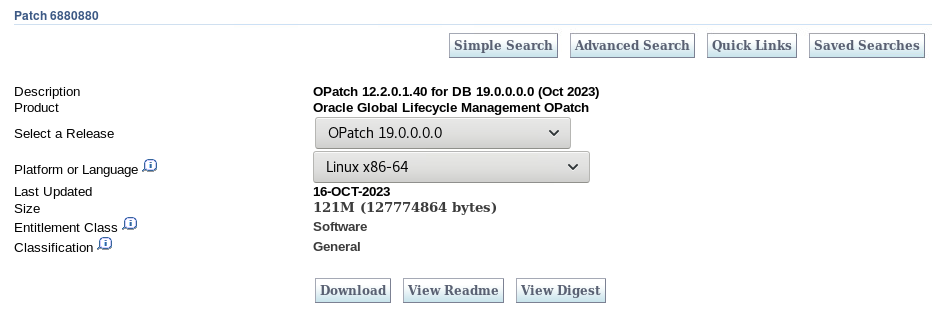 Patch 6880880
Simple Search Advanced Search Quick Links Saved Searches
Description OPatch 12.2.0.1.40 for DB 19.0.0.0.0 (Oct 2023)
Product Oracle Global Lifecycle Management OPatch
Select a Release OPatch 19.0.0.0.0
Platform or Language Linux x86-64
Last Updated 16-OCT-2023
Size 121M (127774864 bytes)
Entitlement Class Software
Classification General
Download View Readme View Digest